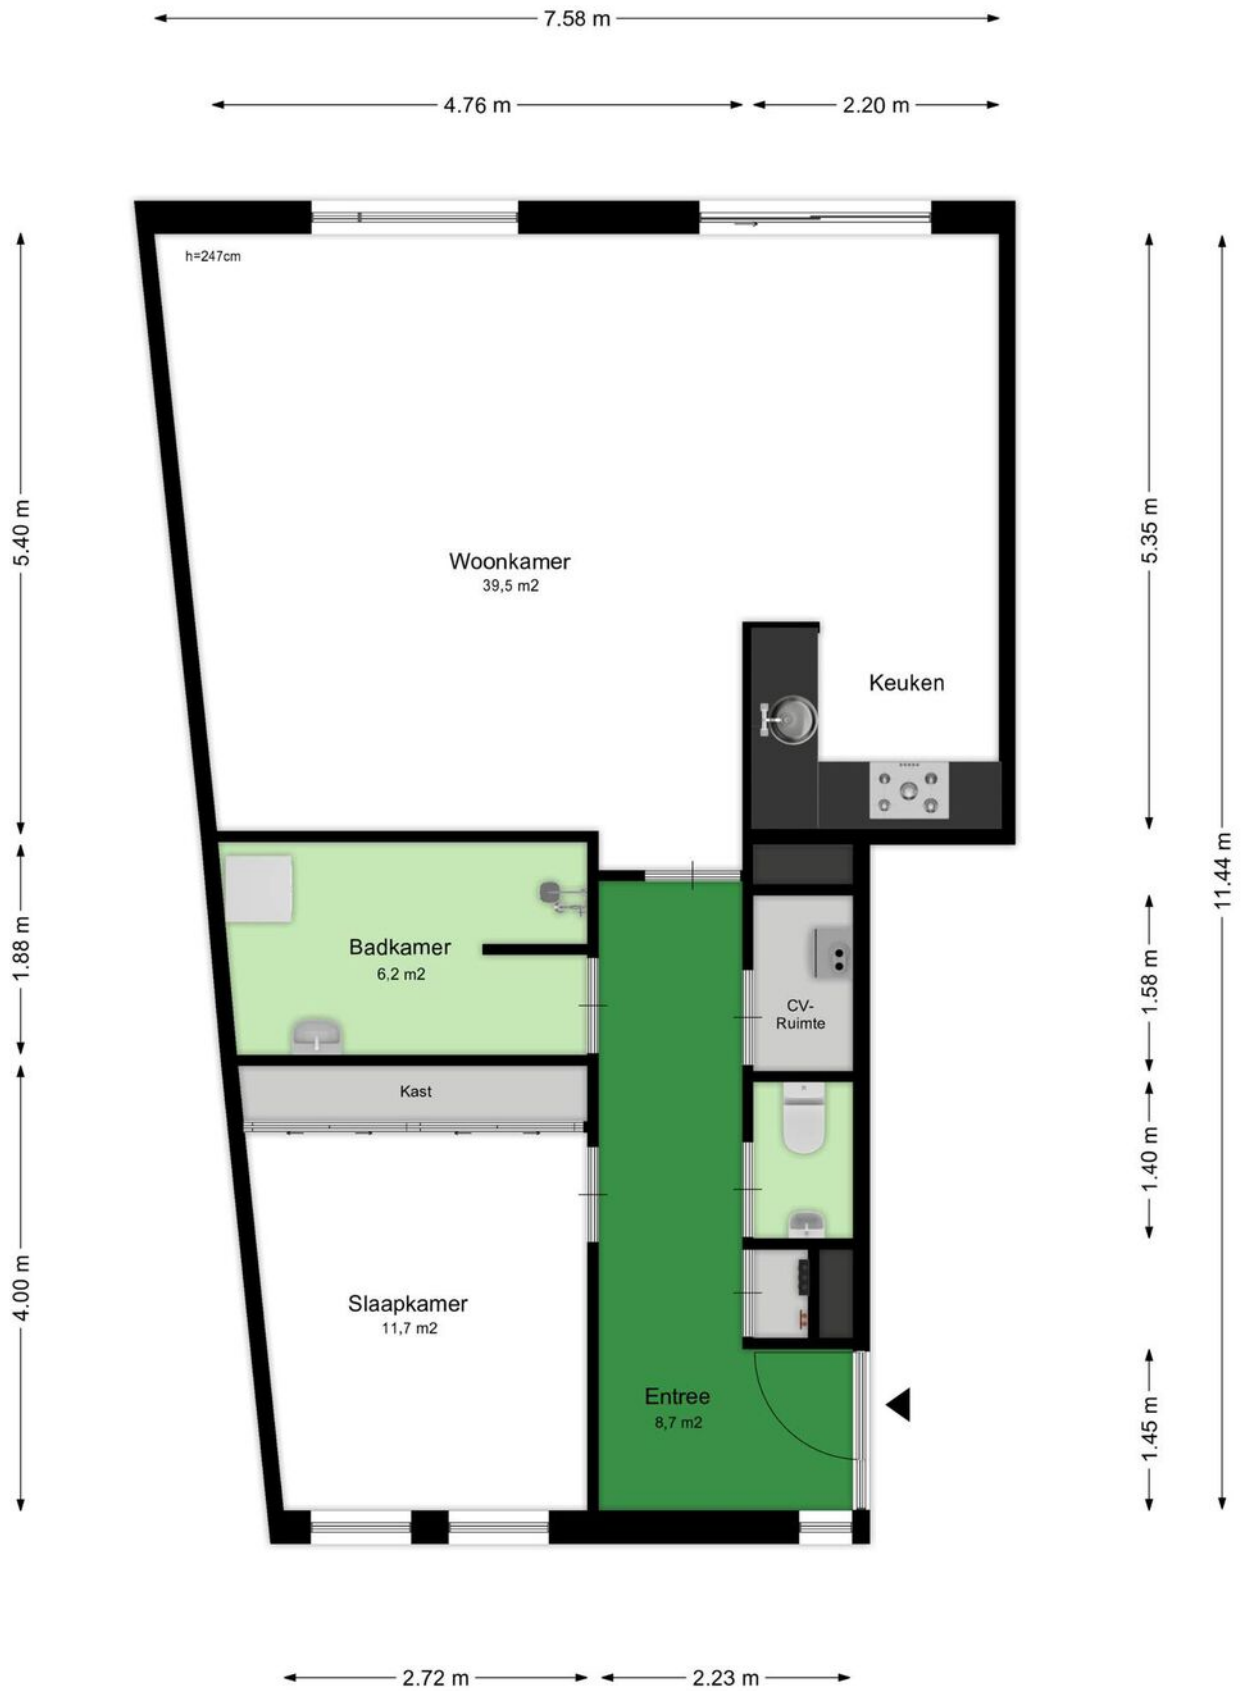 7.58 m
4.76 m
2.20 m
h=247cm
5.40 m
5.35 m
Woonkamer
39,5 m2
Keuken
11.44 m
1.88 m
Badkamer
6,2 m2
1.58 m
CV-
Ruimte
Kast
1.40 m
4.00 m
Slaapkamer
11,7 m2
Entree
8,7 m2
1.45 m
2.72 m
2.23 m